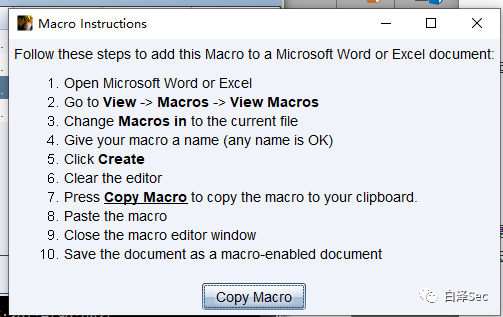 Macro Instructions
Follow these steps to add this Macro to a Microsoft Word or Excel document:
1. Open Microsoft Word or Excel
2. Go to View -> Macros -> View Macros
3. Change Macros in to the current file
4. Give your macro a name (any name is OK)
5. Click Create
6. Clear the editor
7. Press Copy Macro to copy the macro to your clipboard.
8. Paste the macro
9. Close the macro editor window
10. Save the document as a macro-enabled document
Copy Macro
白泽Sec